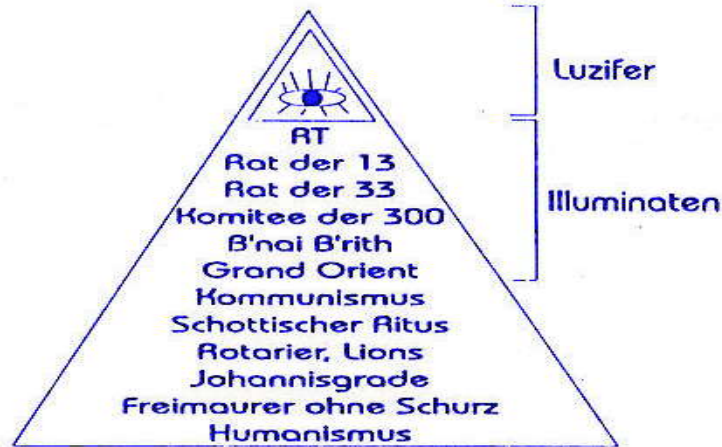 Luzifer
RT
Rat der 13
Rat der 33
Komitee der 300
B'nai B'rith
Grand Orient
Illuminaten
Kommunismus
Schottischer Ritus
Rotarier, Lions
Johannisgrade
Freimaurer ohne Schurz
Humanismus